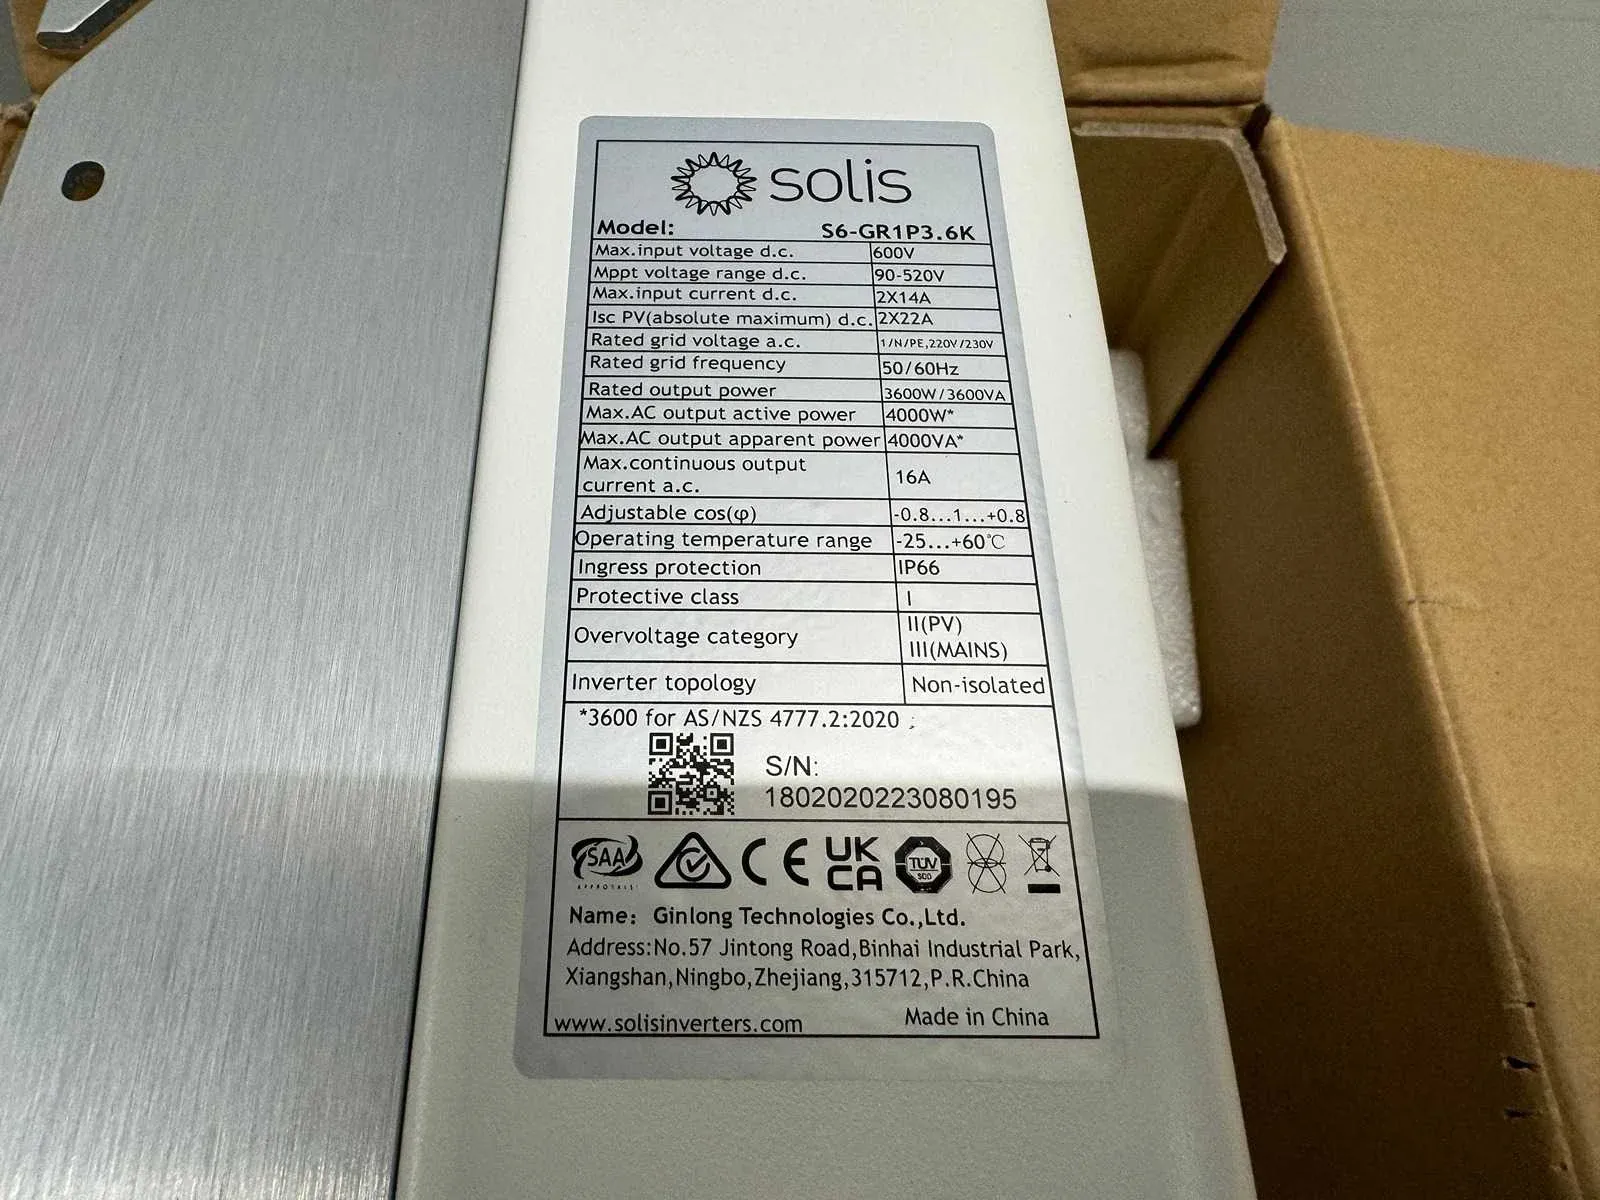 solis
Model: S6-GR1P3.6K
Max.input voltage d.c. 600V
Mppt voltage range d.c. 90-520V
Max.input current d.c. 2X14A
Isc PV(absolute maximum) d.c. 2X22A
Rated grid voltage a.c. 1/N/PE,220V/230V
Rated grid frequency 50/60Hz
Rated output power 3600W/3600VA
Max.AC output active power 4000W*
Max.AC output apparent power 4000VA*
Max.continuous output
current a.c. 16A
Adjustable cos(φ) -0.8...1...+0.8
Operating temperature range -25...+60℃
Ingress protection IP66
Protective class I
Overvoltage category II(PV)
III(MAINS)
Inverter topology Non-isolated
*3600 for AS/NZS 4777.2:2020 ;
S/N:
1802020223080195
SAA CE UK CA TÜV SÜD
APPROVALS
Name: Ginlong Technologies Co.,Ltd.
Address:No.57 Jintong Road,Binhai Industrial Park,
Xiangshan,Ningbo,Zhejiang,315712,P.R.China
www.solisinverters.com Made in China